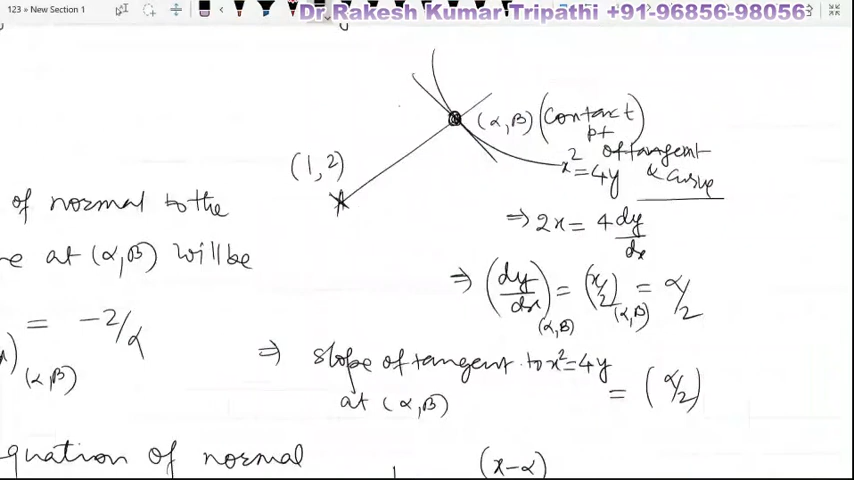 123 » New Section 1
Dr.Rakesh Kumar Tripathi +91-96856-98056
(α,β) (contact pt of tangent & curve
(1,2)
x²=4y
of normal to the
⇒ 2x = 4 dy/dx
at (α,β) will be
⇒ (dy/dx)(α,β) = (x/2)(α,β) = α/2
(α,β) = -2/α
⇒ slope of tangent to x²=4y
at (α,β) = (α/2)
quation of normal
(x-α)